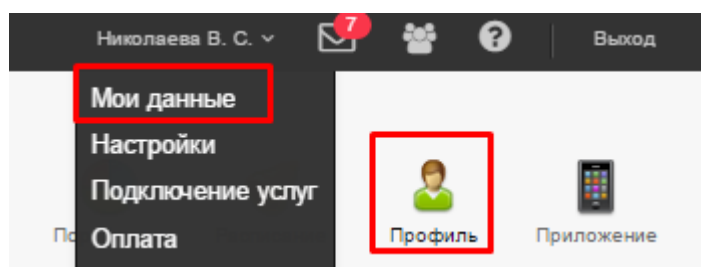 Николаева В. С.
7
?
Выход
Мои данные
Настройки
Подключение услуг
Оплата
Профиль
Приложение